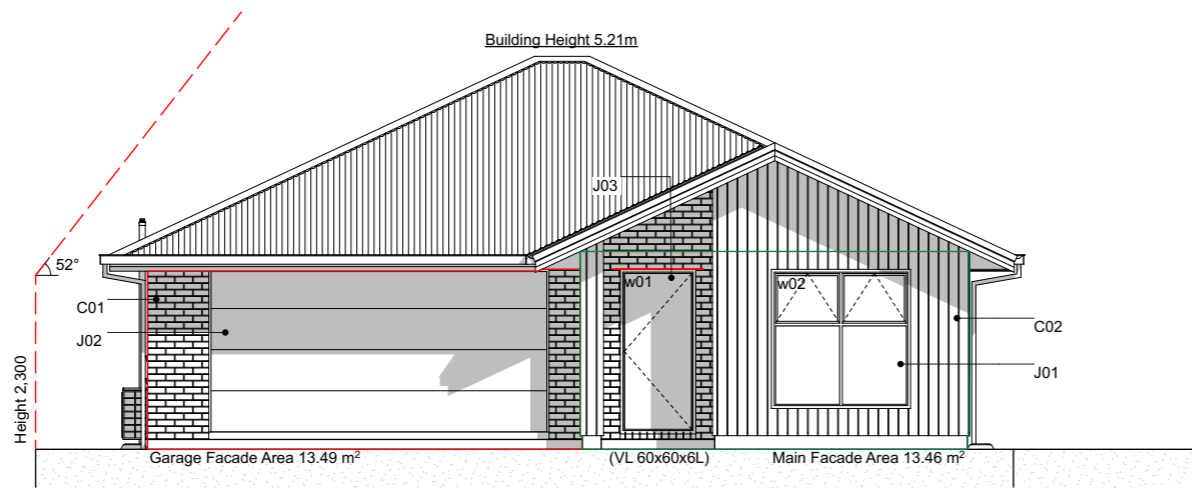 Building Height 5.21m
J03
52°
w01
w02
C01
C02
J02
J01
Height 2,300
Garage Facade Area 13.49 m²
(VL 60x60x6L)
Main Facade Area 13.46 m²